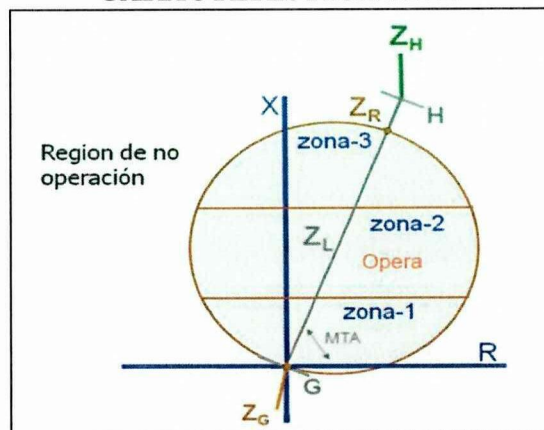 Z_H
X
Z_R
H
zona-3
Region de no
operación
zona-2
Z_L
Opera
zona-1
MTA
R
G
Z_G